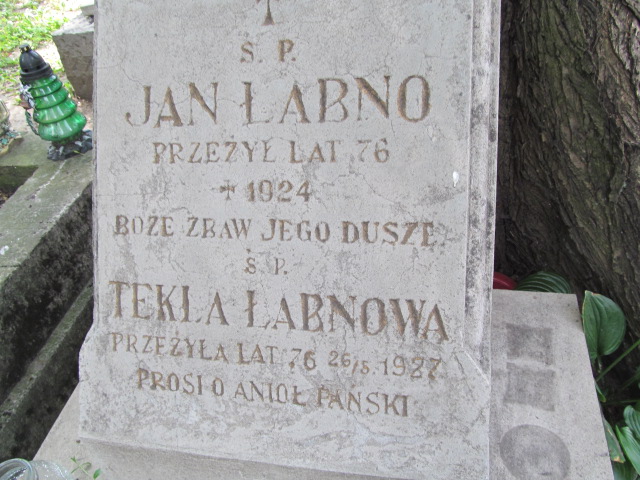 Ś. P.
JAN ŁABNO
PRZEŻYŁ LAT 76
✝ 1924
BOŻE ZBAW JEGO DUSZE.
Ś. P.
TEKLA ŁABNOWA
PRZEŻYŁA LAT 76 26/5. 1927
PROSI O ANIOŁ PAŃSKI